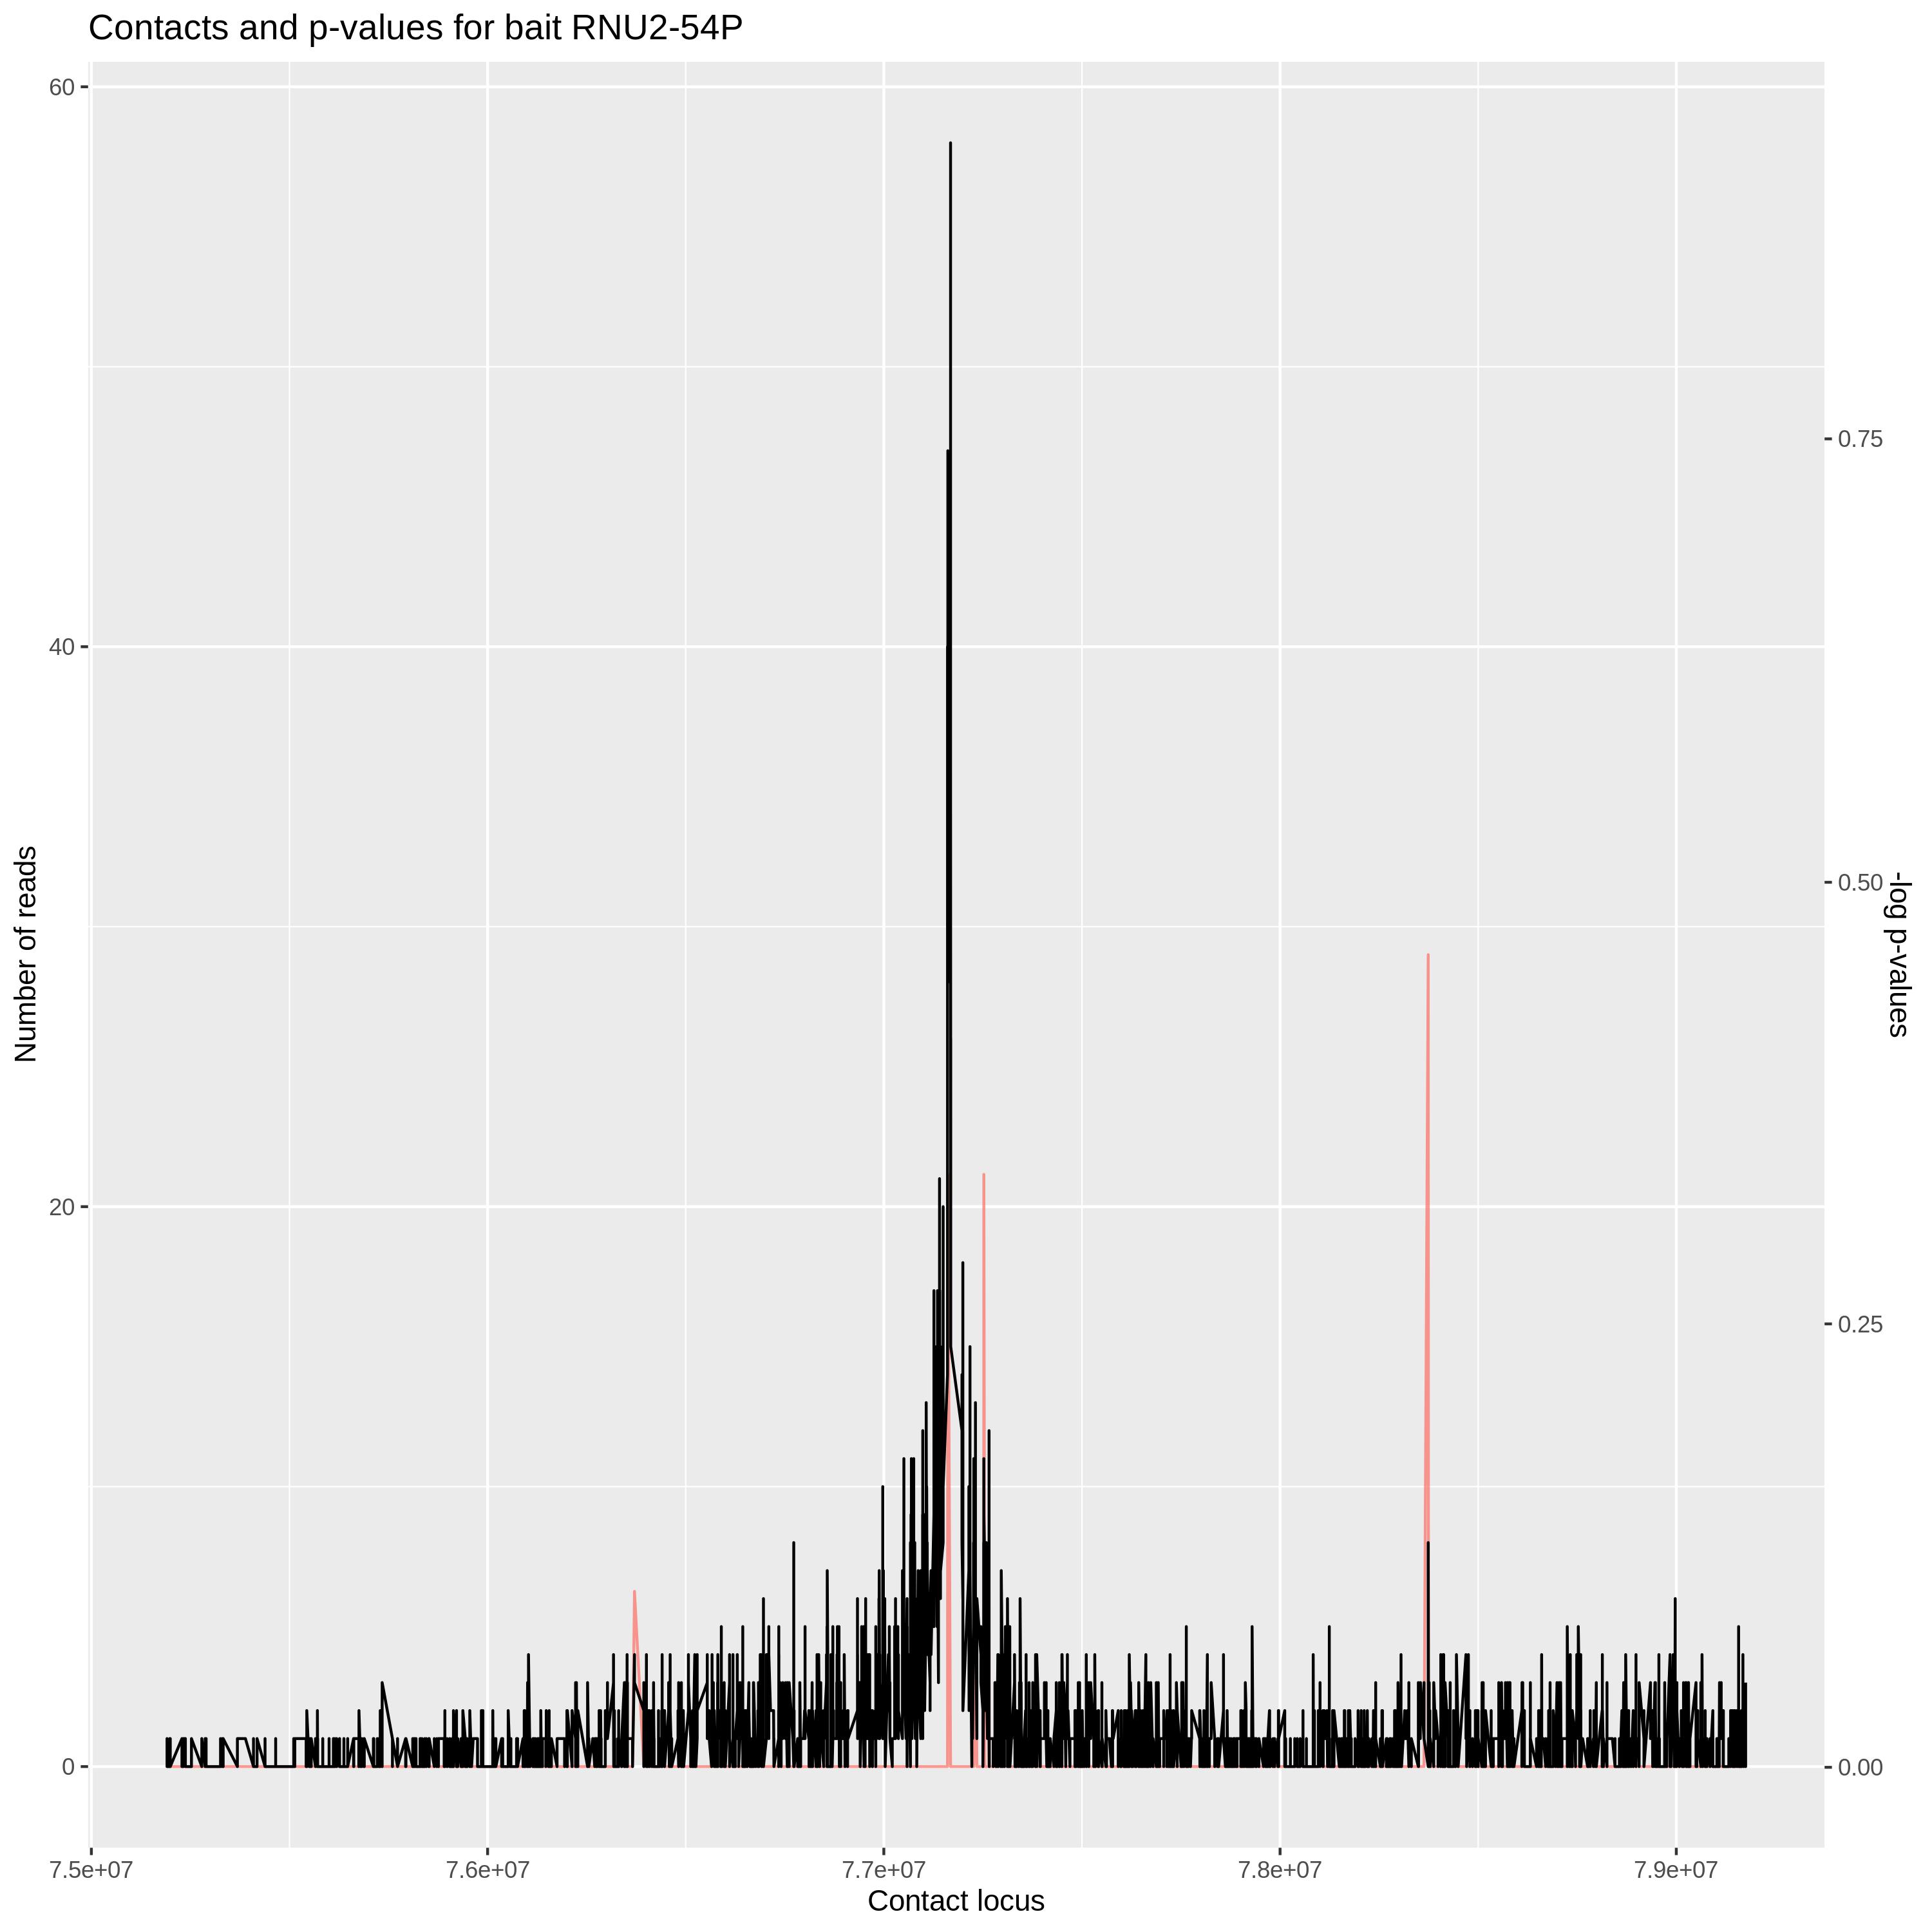 Contacts and p-values for bait RNU2-54P
60
40
20
0
Number of reads
0.75
0.50
0.25
0.00
-log p-values
7.5e+07
7.6e+07
7.7e+07
7.8e+07
7.9e+07
Contact locus